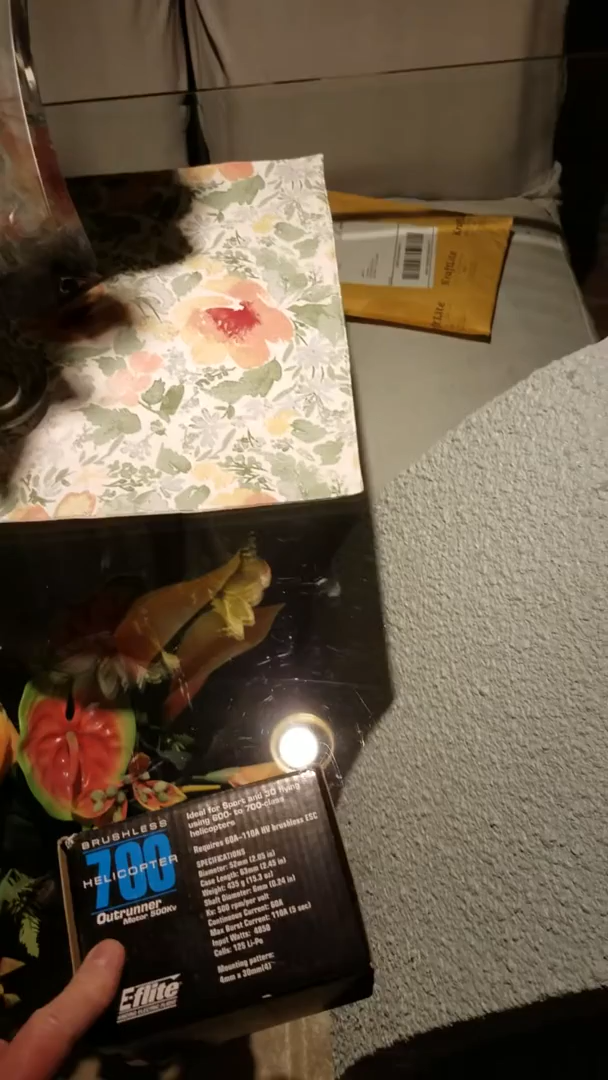 KraftLite
BRUSHLESS
HELICOPTER
700
Outrunner
Motor 500Kv
E-flite
Ideal for Sport and 3D flying
using 600- to 700-class
helicopters
Requires 60A–110A HV brushless ESC
SPECIFICATIONS
Diameter: 52mm (2.05 in)
Case Length: 63mm (2.45 in)
Weight: 435 g (15.3 oz)
Shaft Diameter: 6mm (0.24 in)
Kv: 500 rpm/per volt
Continuous Current: 60A
Max Burst Current: 110A (5 sec)
Input Watts: 4850
Cells: 12S Li-Po
Mounting pattern:
4mm x 30mm(4)